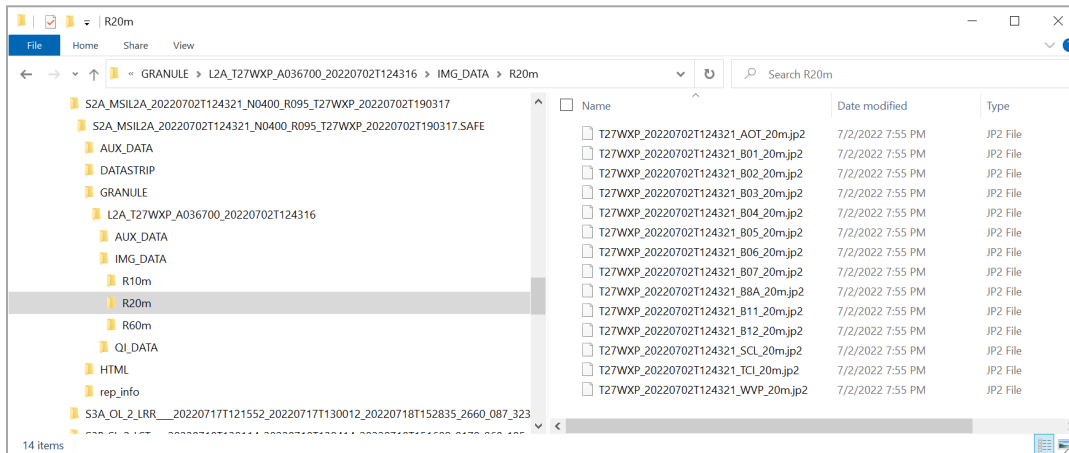 R20m
File Home Share View
« GRANULE > L2A_T27WXP_A036700_20220702T124316 > IMG_DATA > R20m
Search R20m
S2A_MSIL2A_20220702T124321_N0400_R095_T27WXP_20220702T190317
S2A_MSIL2A_20220702T124321_N0400_R095_T27WXP_20220702T190317.SAFE
AUX_DATA
DATASTRIP
GRANULE
L2A_T27WXP_A036700_20220702T124316
AUX_DATA
IMG_DATA
R10m
R20m
R60m
QI_DATA
HTML
rep_info
S3A_OL_2_LRR___20220717T121552_20220717T130012_20220718T152835_2660_087_323
Name Date modified Type
T27WXP_20220702T124321_AOT_20m.jp2 7/2/2022 7:55 PM JP2 File
T27WXP_20220702T124321_B01_20m.jp2 7/2/2022 7:55 PM JP2 File
T27WXP_20220702T124321_B02_20m.jp2 7/2/2022 7:55 PM JP2 File
T27WXP_20220702T124321_B03_20m.jp2 7/2/2022 7:55 PM JP2 File
T27WXP_20220702T124321_B04_20m.jp2 7/2/2022 7:55 PM JP2 File
T27WXP_20220702T124321_B05_20m.jp2 7/2/2022 7:55 PM JP2 File
T27WXP_20220702T124321_B06_20m.jp2 7/2/2022 7:55 PM JP2 File
T27WXP_20220702T124321_B07_20m.jp2 7/2/2022 7:55 PM JP2 File
T27WXP_20220702T124321_B8A_20m.jp2 7/2/2022 7:55 PM JP2 File
T27WXP_20220702T124321_B11_20m.jp2 7/2/2022 7:55 PM JP2 File
T27WXP_20220702T124321_B12_20m.jp2 7/2/2022 7:55 PM JP2 File
T27WXP_20220702T124321_SCL_20m.jp2 7/2/2022 7:55 PM JP2 File
T27WXP_20220702T124321_TCI_20m.jp2 7/2/2022 7:55 PM JP2 File
T27WXP_20220702T124321_WVP_20m.jp2 7/2/2022 7:55 PM JP2 File
14 items